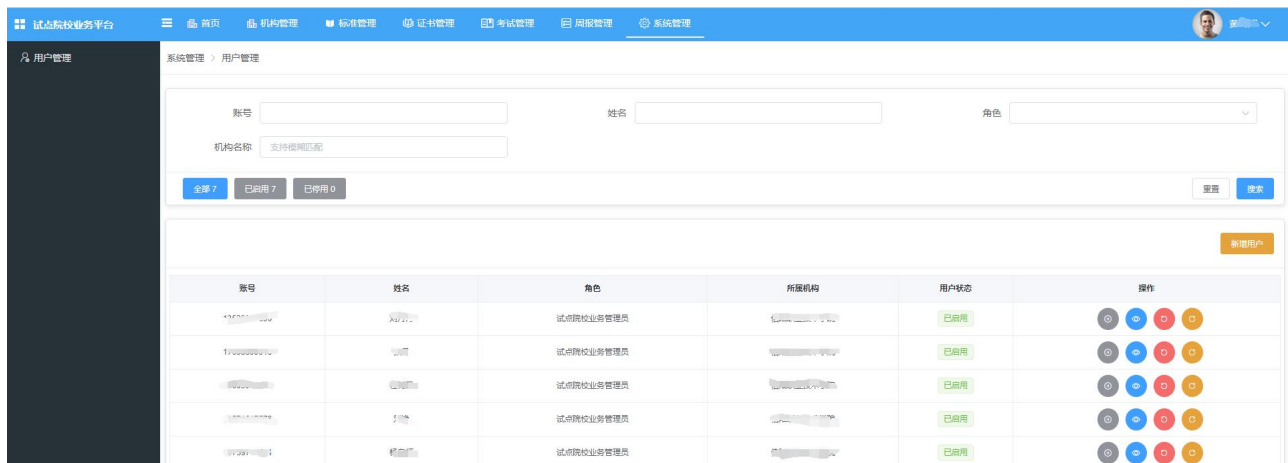 试点院校业务平台 首页 机构管理 标准管理 证书管理 考试管理 周报管理 系统管理
用户管理
系统管理 > 用户管理
账号 姓名 角色
机构名称 支持模糊匹配
全部 7 已启用 7 已停用 0 重置 搜索
新增用户
账号 姓名 角色 所属机构 用户状态 操作
试点院校业务管理员 已启用
试点院校业务管理员 已启用
试点院校业务管理员 已启用
试点院校业务管理员 已启用
试点院校业务管理员 已启用